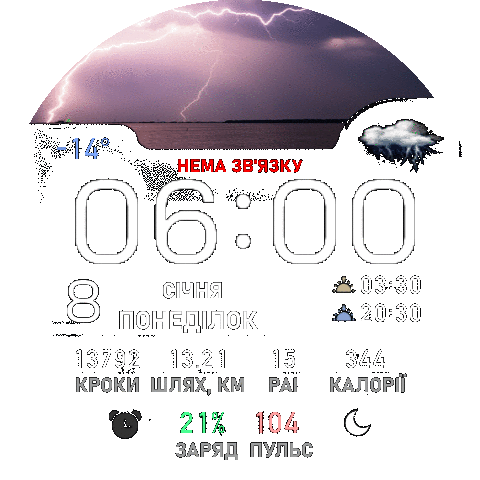 -14°
НЕМА ЗВ'ЯЗКУ
06:00
8 СІЧНЯ
ПОНЕДІЛОК
03:30
20:30
13792 13,21 15 344
КРОКИ ШЛЯХ, КМ PAI КАЛОРІЇ
21% 104
ЗАРЯД ПУЛЬС